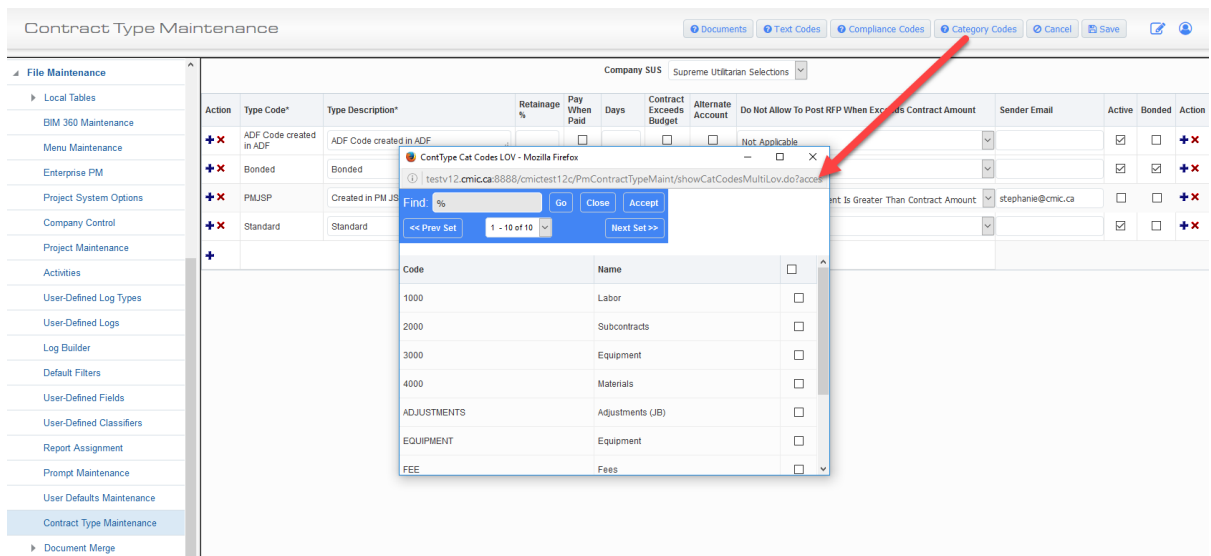 Contract Type Maintenance
Documents Text Codes Compliance Codes Category Codes Cancel Save
File Maintenance
Local Tables
BIM 360 Maintenance
Menu Maintenance
Enterprise PM
Project System Options
Company Control
Project Maintenance
Activities
User-Defined Log Types
User-Defined Logs
Log Builder
Default Filters
User-Defined Fields
User-Defined Classifiers
Report Assignment
Prompt Maintenance
User Defaults Maintenance
Contract Type Maintenance
Document Merge
Company SUS Supreme Utilitarian Selections
Action Type Code* Type Description* Retainage % Pay When Paid Days Contract Exceeds Budget Alternate Account Do Not Allow To Post RFP When Exceeds Contract Amount Sender Email Active Bonded Action
ADF Code created in ADF ADF Code created in ADF Not Applicable
Bonded Bonded
PMJSP Created in PM JS nt Is Greater Than Contract Amount stephanie@cmic.ca
Standard Standard
ContType Cat Codes LOV - Mozilla Firefox
testv12.cmic.ca:8888/cmictest12c/PmContractTypeMaint/showCatCodesMultiLov.do?acces
Find: % Go Close Accept
<< Prev Set 1 - 10 of 10 Next Set >>
Code Name
1000 Labor
2000 Subcontracts
3000 Equipment
4000 Materials
ADJUSTMENTS Adjustments (JB)
EQUIPMENT Equipment
FEE Fees